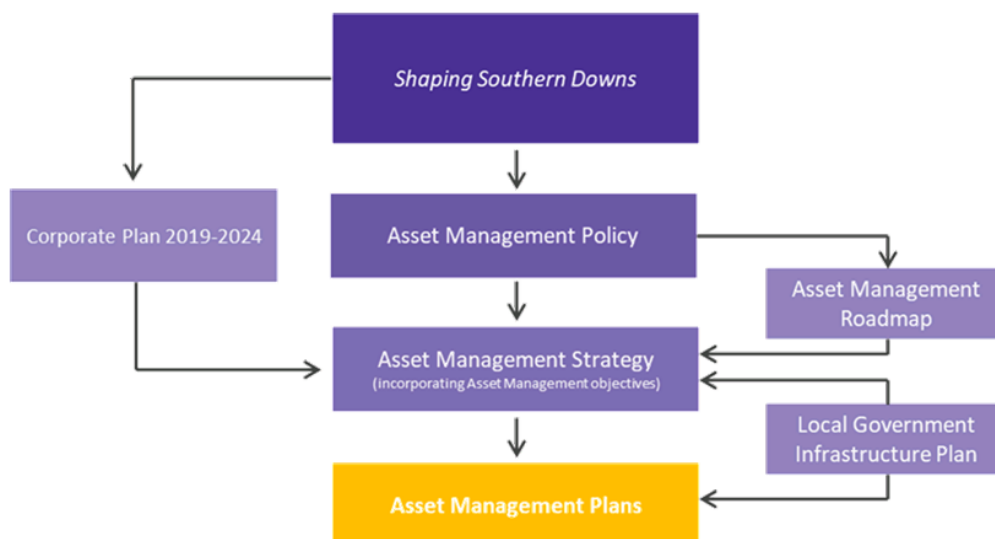 Shaping Southern Downs
Corporate Plan 2019-2024
Asset Management Policy
Asset Management
Roadmap
Asset Management Strategy
(incorporating Asset Management objectives)
Local Government
Infrastructure Plan
Asset Management Plans